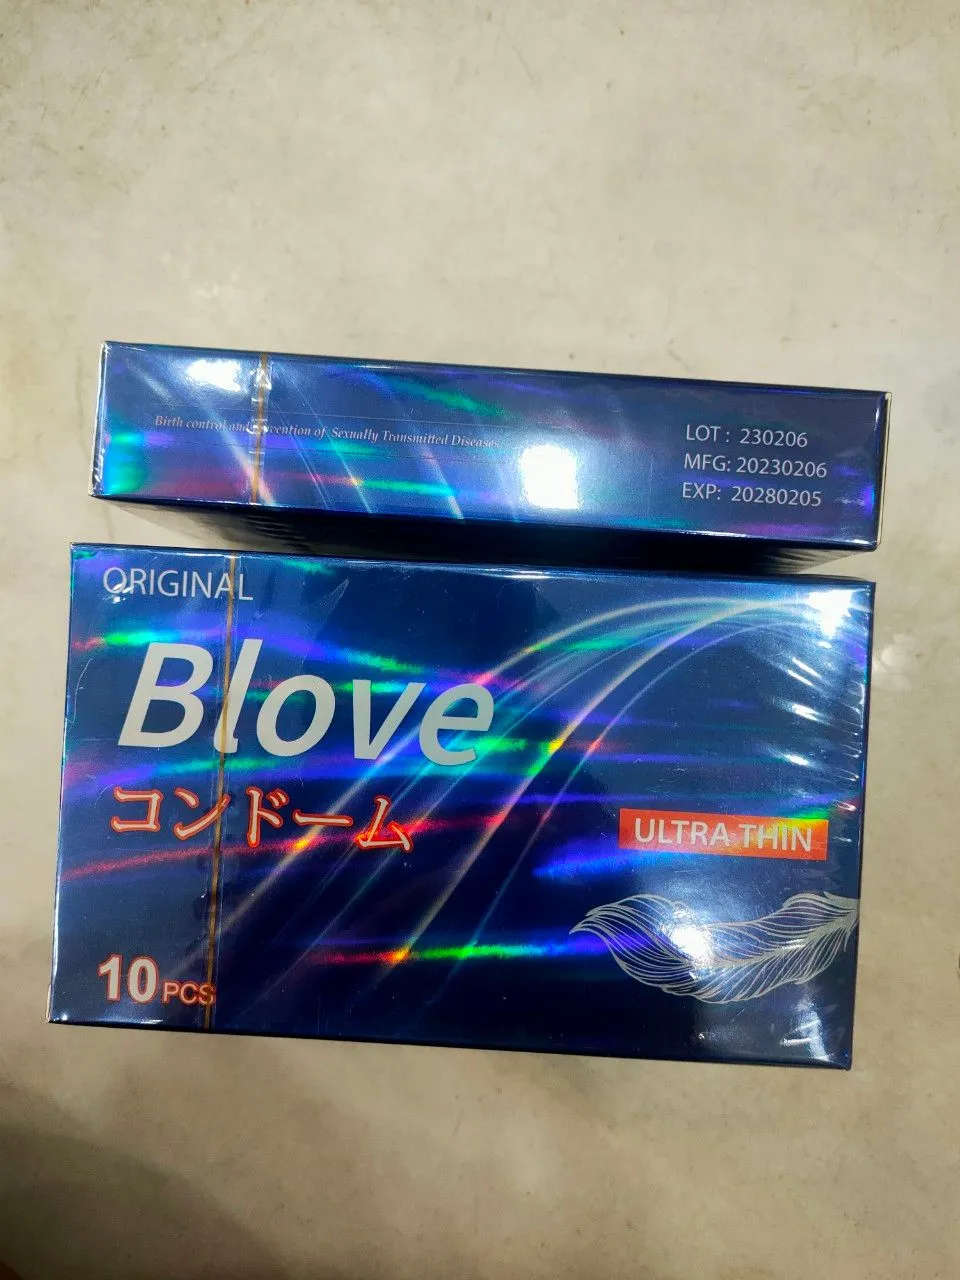 Birth control and prevention of Sexually Transmitted Diseases
LOT : 230206
MFG: 20230206
EXP: 20280205
ORIGINAL
Blove
コンドーム
ULTRA THIN
10 PCS